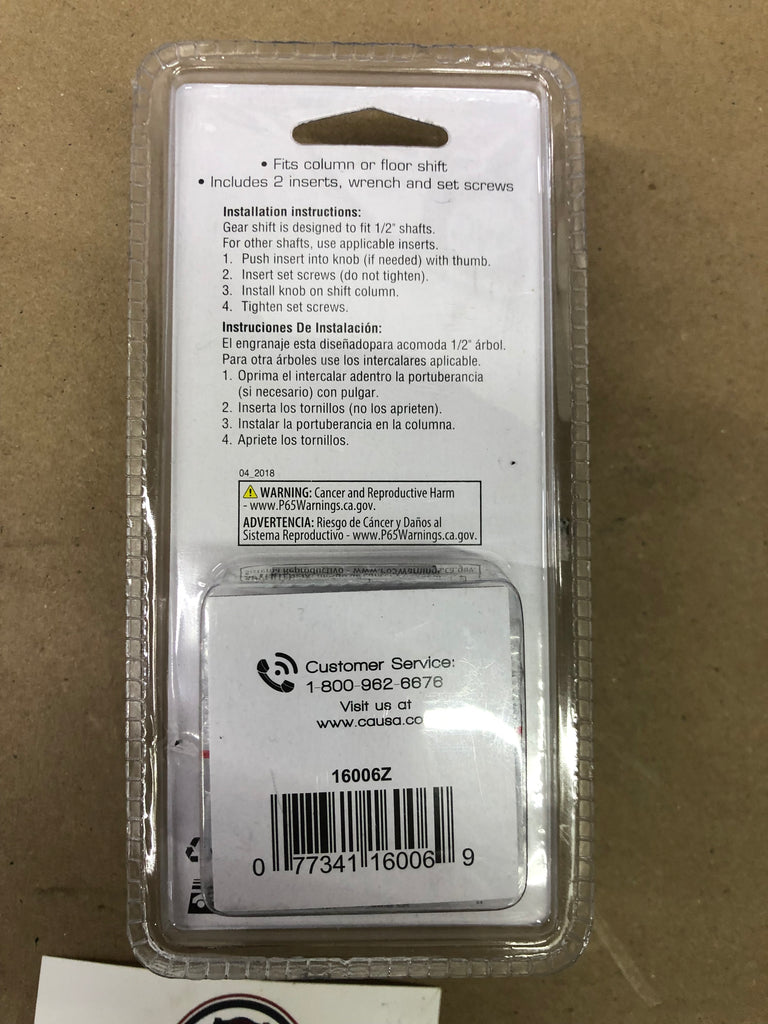 • Fits column or floor shift
• Includes 2 inserts, wrench and set screws
Installation instructions:
Gear shift is designed to fit 1/2" shafts.
For other shafts, use applicable inserts.
1. Push insert into knob (if needed) with thumb.
2. Insert set screws (do not tighten).
3. Install knob on shift column.
4. Tighten set screws.
Instruciones De Instalación:
El engranaje esta diseñadopara acomoda 1/2" árbol.
Para otra árboles use los intercalares aplicable.
1. Oprima el intercalar adentro la portuberancia
(si necesario) con pulgar.
2. Inserta los tornillos (no los aprieten).
3. Instalar la portuberancia en la columna.
4. Apriete los tornillos.
04_2018
WARNING: Cancer and Reproductive Harm
- www.P65Warnings.ca.gov.
ADVERTENCIA: Riesgo de Cáncer y Daños al
Sistema Reproductivo - www.P65Warnings.ca.gov.
Customer Service:
1-800-962-6676
Visit us at
www.causa.co
16006Z
0 77341 16006 9